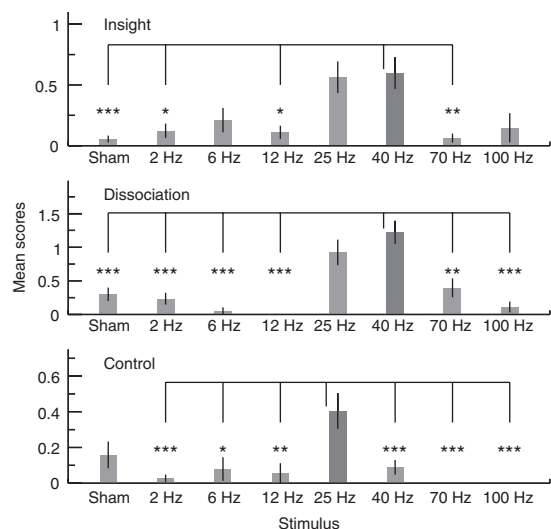 Insight
1
0.5
0
*** * * **
Sham 2 Hz 6 Hz 12 Hz 25 Hz 40 Hz 70 Hz 100 Hz
Dissociation
1.5
1
0.5
0
*** *** *** *** ** ***
Sham 2 Hz 6 Hz 12 Hz 25 Hz 40 Hz 70 Hz 100 Hz
Mean scores
Control
0.6
0.4
0.2
0
*** * ** *** *** ***
Sham 2 Hz 6 Hz 12 Hz 25 Hz 40 Hz 70 Hz 100 Hz
Stimulus